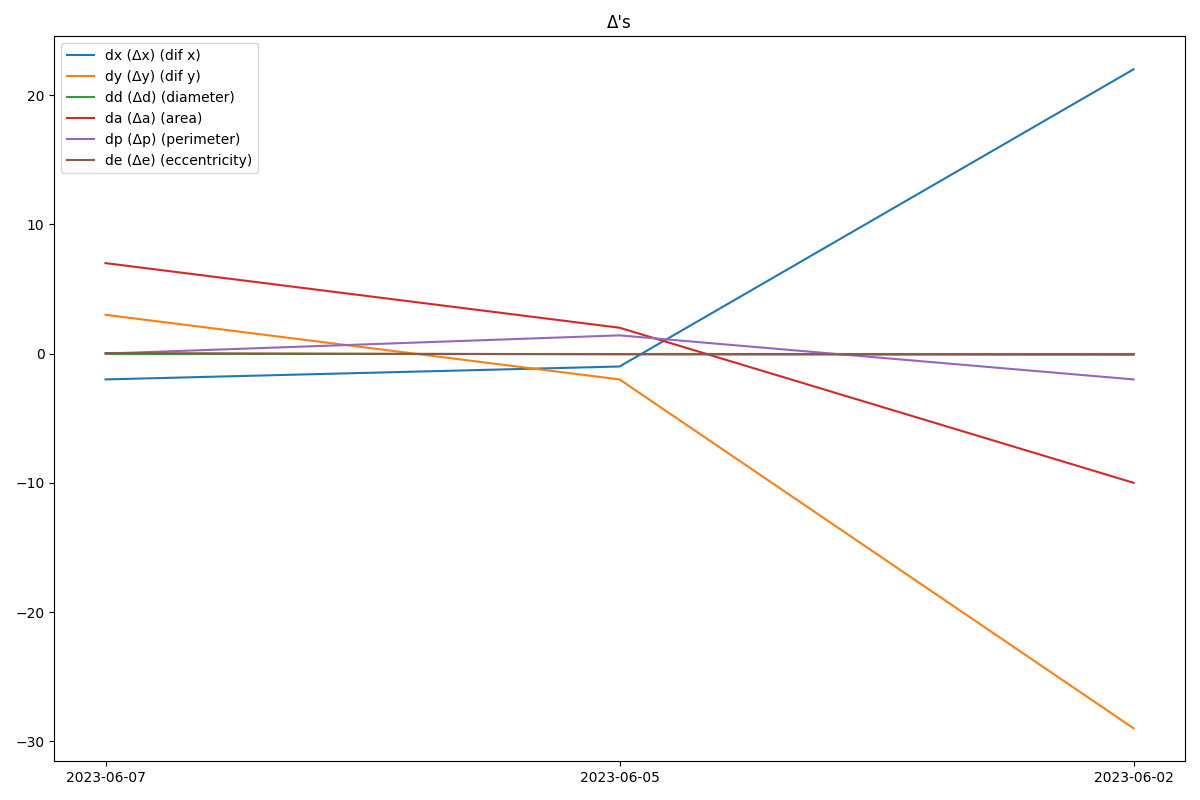 Δ's
dx (Δx) (dif x)
dy (Δy) (dif y)
dd (Δd) (diameter)
da (Δa) (area)
dp (Δp) (perimeter)
de (Δe) (eccentricity)
20
10
0
−10
−20
−30
2023-06-07 2023-06-05 2023-06-02